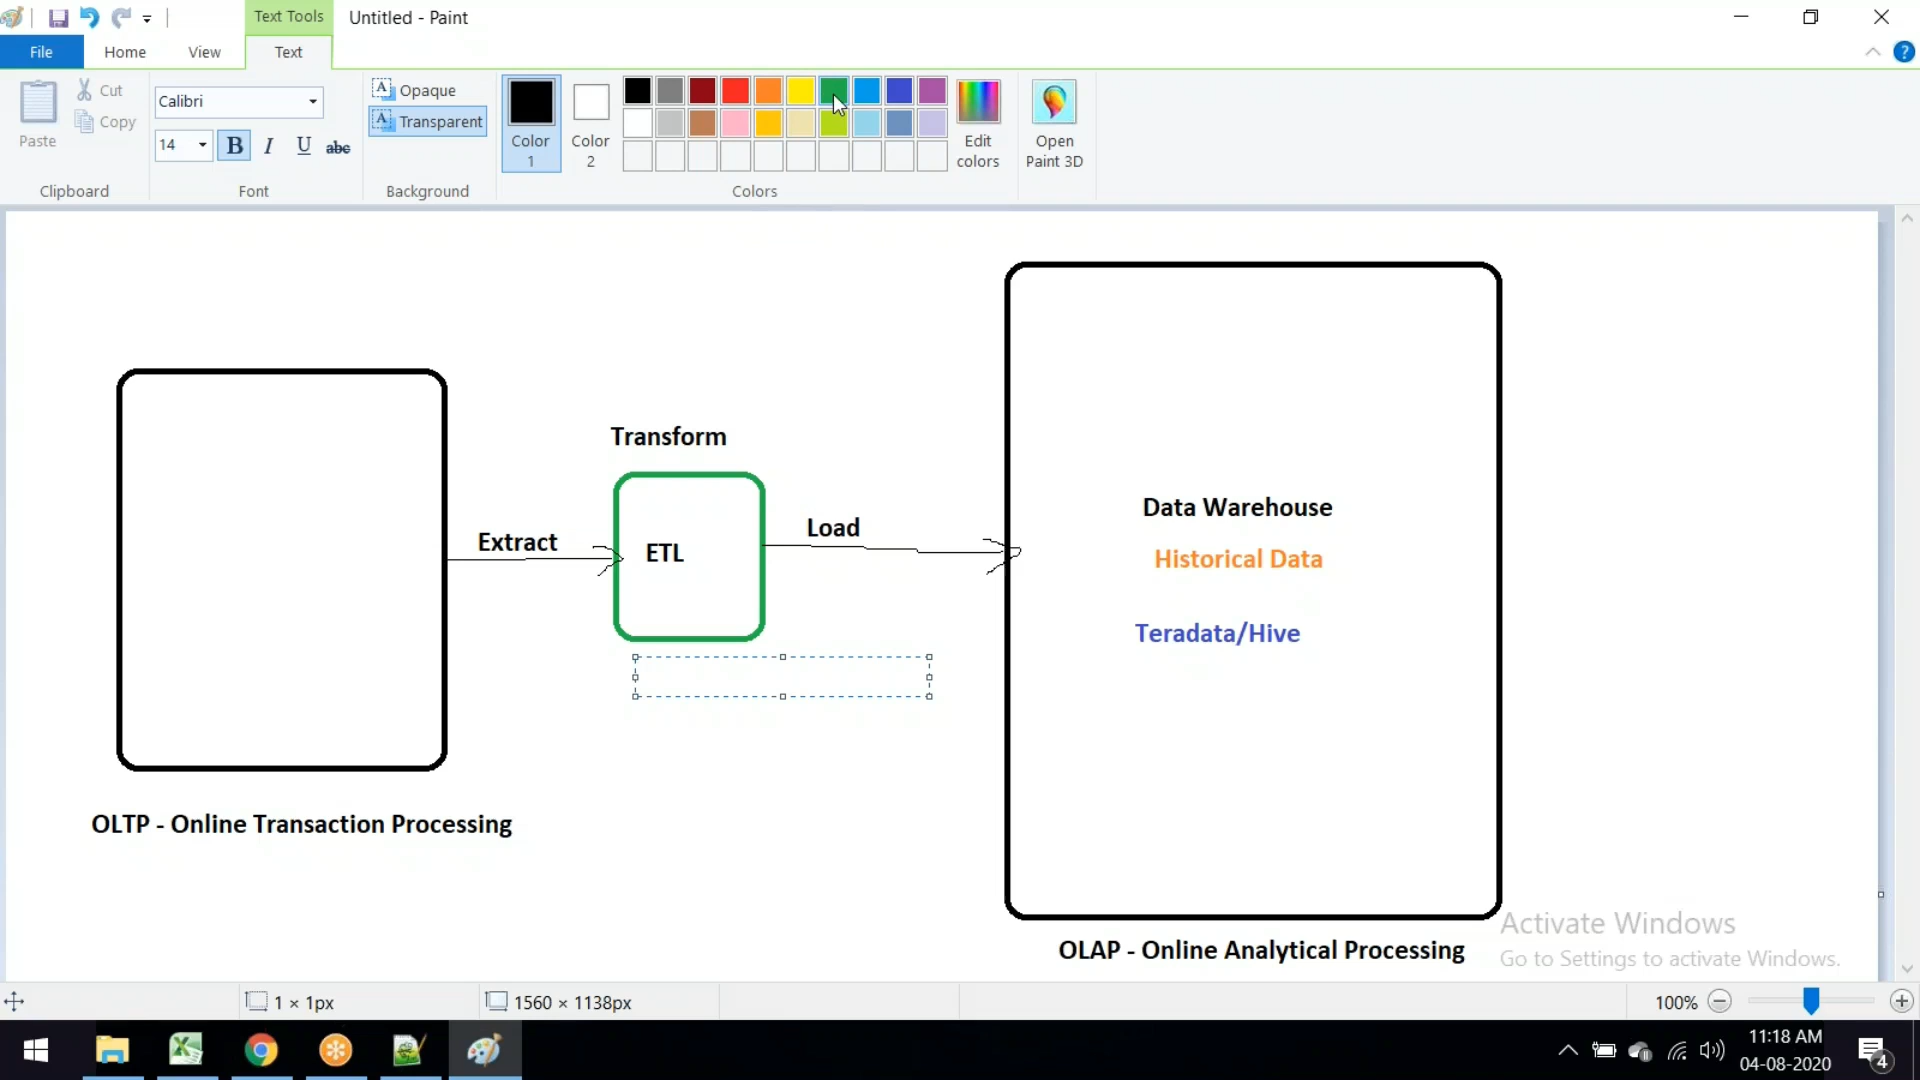 Text Tools
Untitled - Paint
File
Home
View
Text
Paste
Cut
Copy
Clipboard
Calibri
14
B
I
U
abc
Font
A Opaque
A Transparent
Background
Color 1
Color 2
Edit colors
Colors
Open Paint 3D
Transform
Extract
ETL
Load
Data Warehouse
Historical Data
Teradata/Hive
OLTP - Online Transaction Processing
OLAP - Online Analytical Processing
Activate Windows
Go to Settings to activate Windows.
1 × 1px
1560 × 1138px
100%
11:18 AM
04-08-2020
4